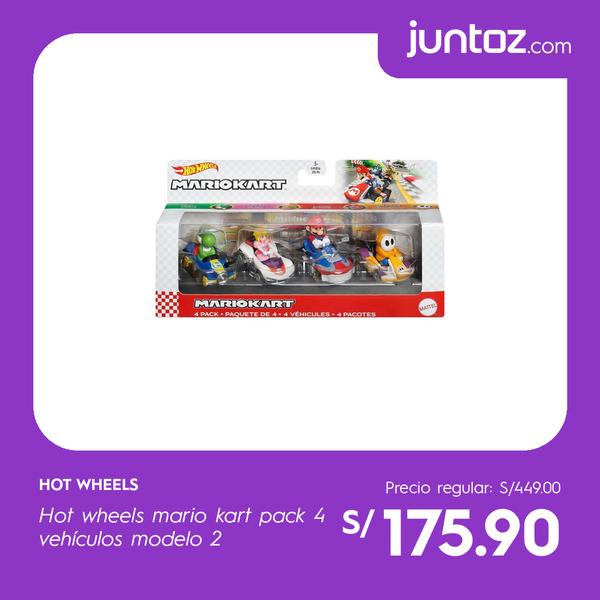 juntoz.com
Hot Wheels
MARIOKART
MARIOKART
4 PACK • PAQUETE DE 4 • 4 VÉHICULES • 4 PACOTES
MATTEL
HOT WHEELS
Hot wheels mario kart pack 4
vehículos modelo 2
Precio regular: S/449.00
S/175.90